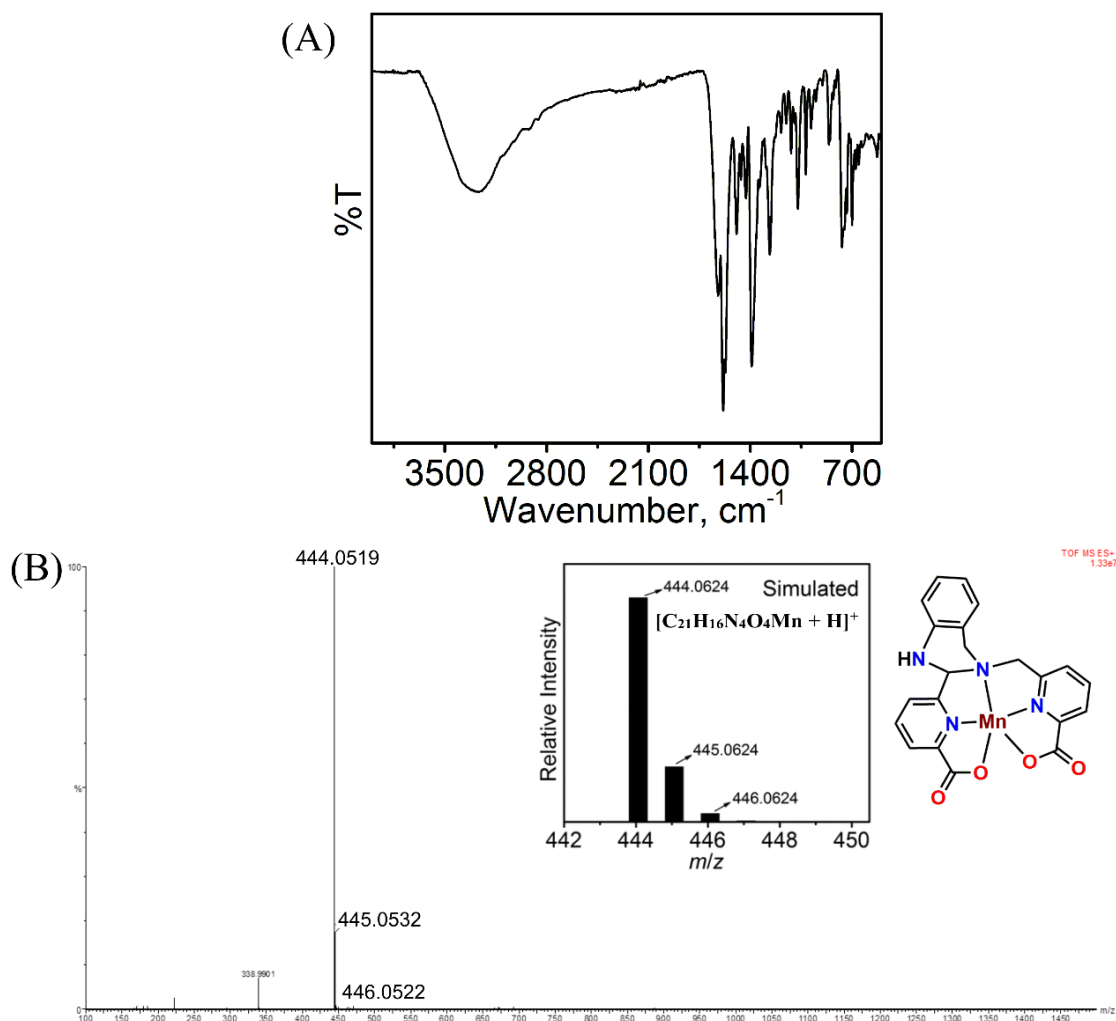 (A)
%T
3500 2800 2100 1400 700
Wavenumber, cm⁻¹
(B)
TOF MS ES+
1.33e7
100
%
0
444.0519
445.0532
446.0522
338.9901
100 150 200 250 300 350 400 450 500 550 600 650 700 750 800 850 900 950 1000 1050 1100 1150 1200 1250 1300 1350 1400 1450
m/z
Simulated
[C₂₁H₁₆N₄O₄Mn + H]⁺
444.0624
445.0624
446.0624
Relative Intensity
442 444 446 448 450
m/z
HN
N
N
N
Mn
O
O
O
O